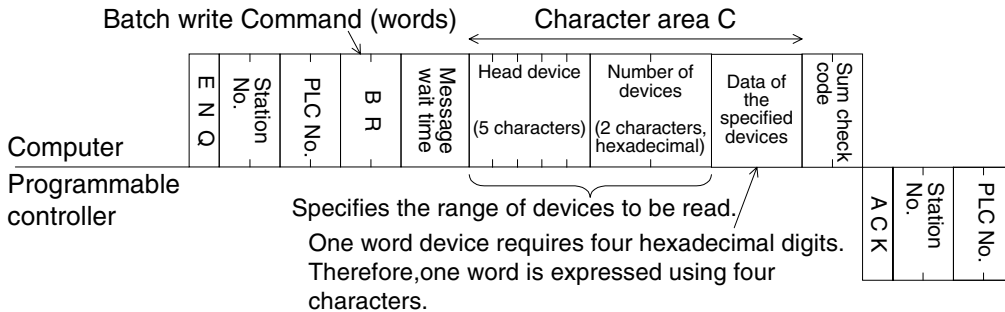 Batch write Command (words)
Character area C
E N Q
Station
No.
PLC No.
B R
Message
wait time
Head device
(5 characters)
Number of
devices
(2 characters,
hexadecimal)
Data of
the
specified
devices
Sum check
code
Computer
Programmable
controller
Specifies the range of devices to be read.
One word device requires four hexadecimal digits.
Therefore,one word is expressed using four
characters.
A C K
Station
No.
PLC No.